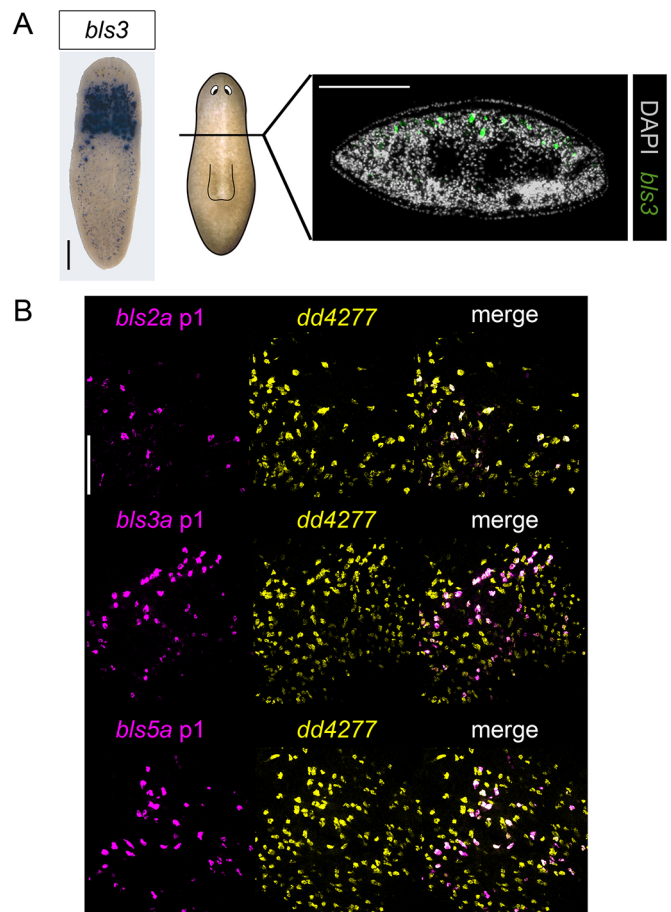 A
bls3
DAPI bls3
B
bls2a p1 dd4277 merge
bls3a p1 dd4277 merge
bls5a p1 dd4277 merge